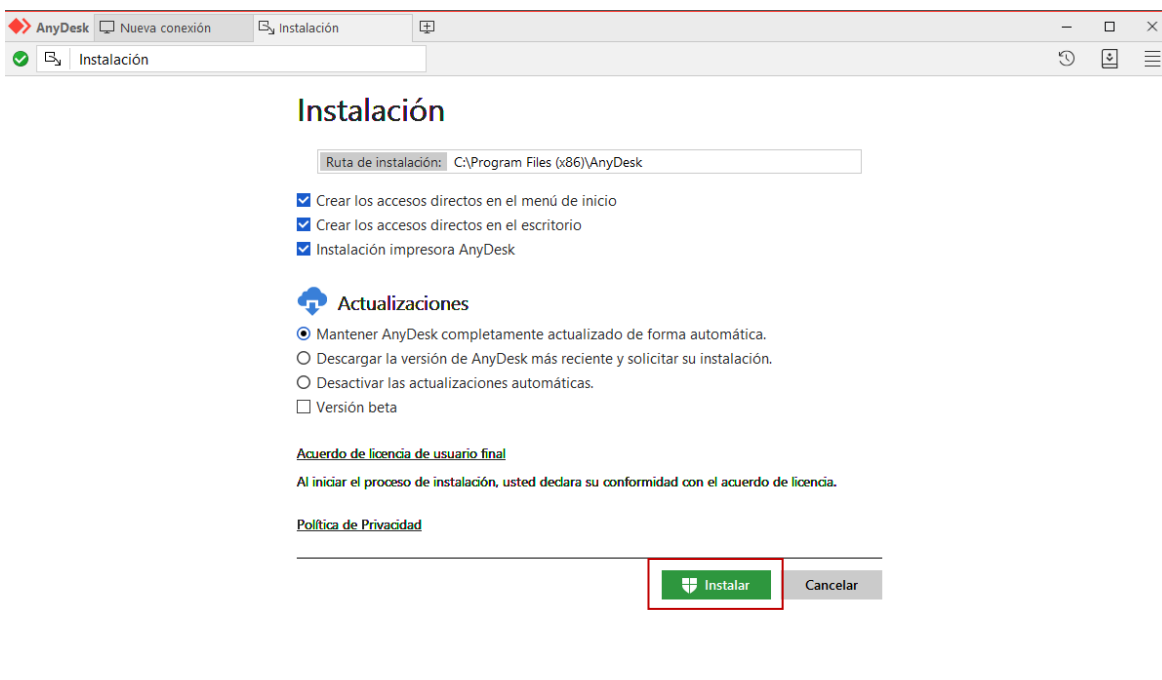 AnyDesk Nueva conexión Instalación
Instalación
Instalación
Ruta de instalación: C:\Program Files (x86)\AnyDesk
Crear los accesos directos en el menú de inicio
Crear los accesos directos en el escritorio
Instalación impresora AnyDesk
Actualizaciones
Mantener AnyDesk completamente actualizado de forma automática.
Descargar la versión de AnyDesk más reciente y solicitar su instalación.
Desactivar las actualizaciones automáticas.
Versión beta
Acuerdo de licencia de usuario final
Al iniciar el proceso de instalación, usted declara su conformidad con el acuerdo de licencia.
Política de Privacidad
Instalar Cancelar